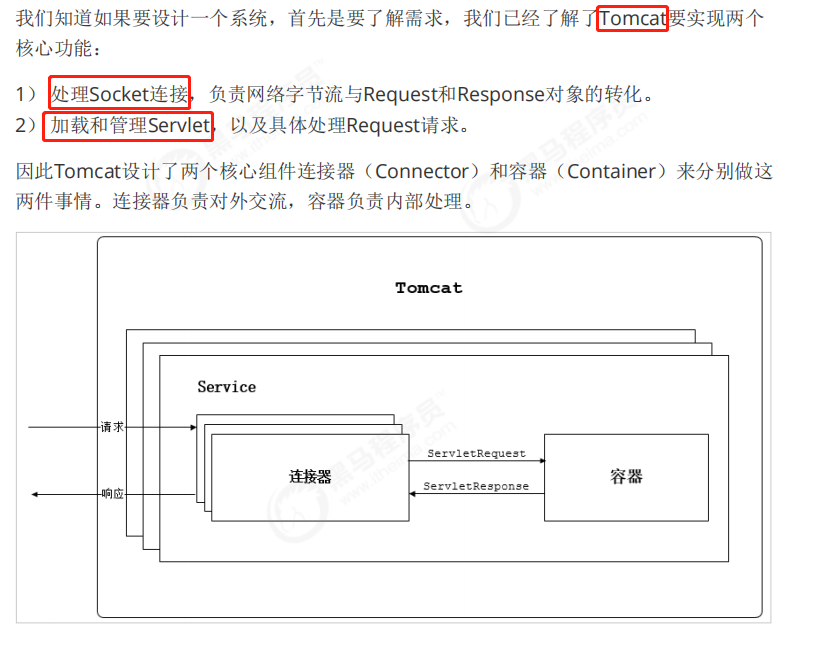 我们知道如果要设计一个系统，首先是要了解需求，我们已经了解了Tomcat要实现两个
核心功能：
1） 处理Socket连接，负责网络字节流与Request和Response对象的转化。
2） 加载和管理Servlet，以及具体处理Request请求。
因此Tomcat设计了两个核心组件连接器（Connector）和容器（Container）来分别做这
两件事情。连接器负责对外交流，容器负责内部处理。
Tomcat
Service
请求
连接器
ServletRequest
容器
ServletResponse
响应
黑马程序员
www.itheima.com